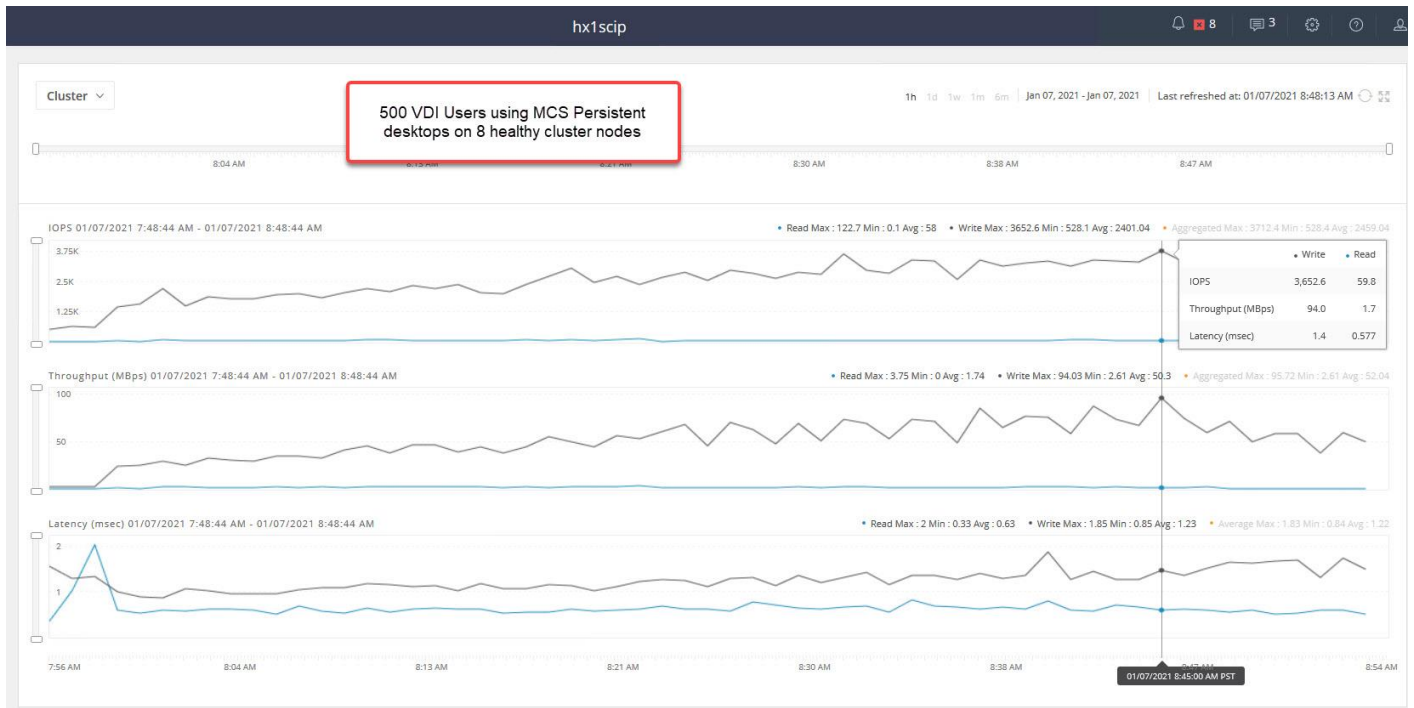 hx1scip
8
3
Cluster
500 VDI Users using MCS Persistent
desktops on 8 healthy cluster nodes
1h 1d 1w 1m 6m Jan 07, 2021 - Jan 07, 2021 Last refreshed at: 01/07/2021 8:48:13 AM
8:04 AM 8:13 AM 8:21 AM 8:30 AM 8:38 AM 8:47 AM
IOPS 01/07/2021 7:48:44 AM - 01/07/2021 8:48:44 AM
Read Max : 122.7 Min : 0.1 Avg : 58 Write Max : 3652.6 Min : 528.1 Avg : 2401.04 Aggregated Max : 3712.4 Min : 528.4 Avg : 2459.04
3.75K
2.5K
1.25K
Write Read
IOPS 3,652.6 59.8
Throughput (MBps) 94.0 1.7
Latency (msec) 1.4 0.577
Throughput (MBps) 01/07/2021 7:48:44 AM - 01/07/2021 8:48:44 AM
Read Max : 3.75 Min : 0 Avg : 1.74 Write Max : 94.03 Min : 2.61 Avg : 50.3 Aggregated Max : 95.72 Min : 2.61 Avg : 52.04
100
50
Latency (msec) 01/07/2021 7:48:44 AM - 01/07/2021 8:48:44 AM
Read Max : 2 Min : 0.33 Avg : 0.63 Write Max : 1.85 Min : 0.85 Avg : 1.23 Average Max : 1.83 Min : 0.84 Avg : 1.22
2
1
7:56 AM 8:04 AM 8:13 AM 8:21 AM 8:30 AM 8:38 AM 8:47 AM 8:54 AM
01/07/2021 8:45:00 AM PST